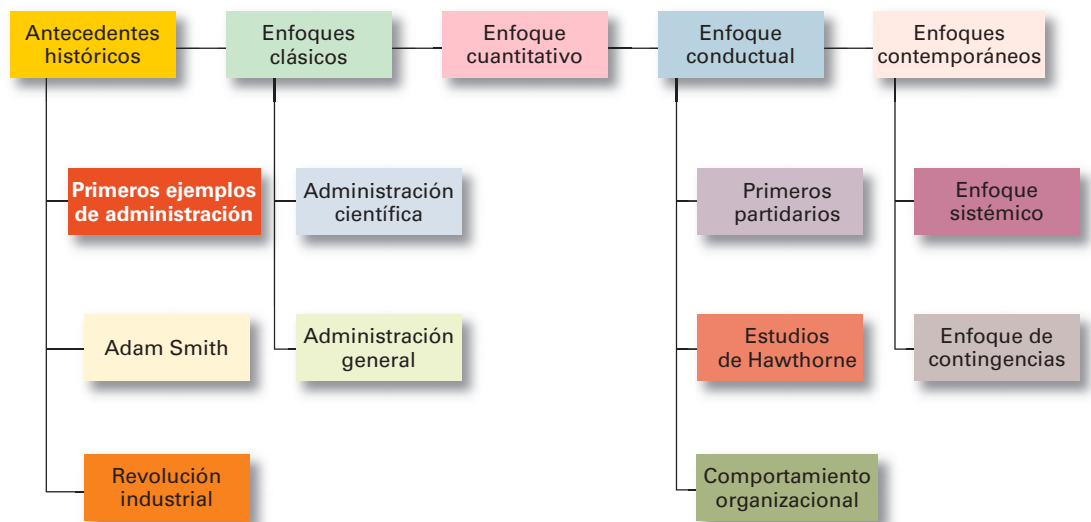 Antecedentes
históricos
Enfoques
clásicos
Enfoque
cuantitativo
Enfoque
conductual
Enfoques
contemporáneos
Primeros ejemplos
de administración
Administración
científica
Primeros
partidarios
Enfoque
sistémico
Adam Smith
Administración
general
Estudios
de Hawthorne
Enfoque de
contingencias
Revolución
industrial
Comportamiento
organizacional